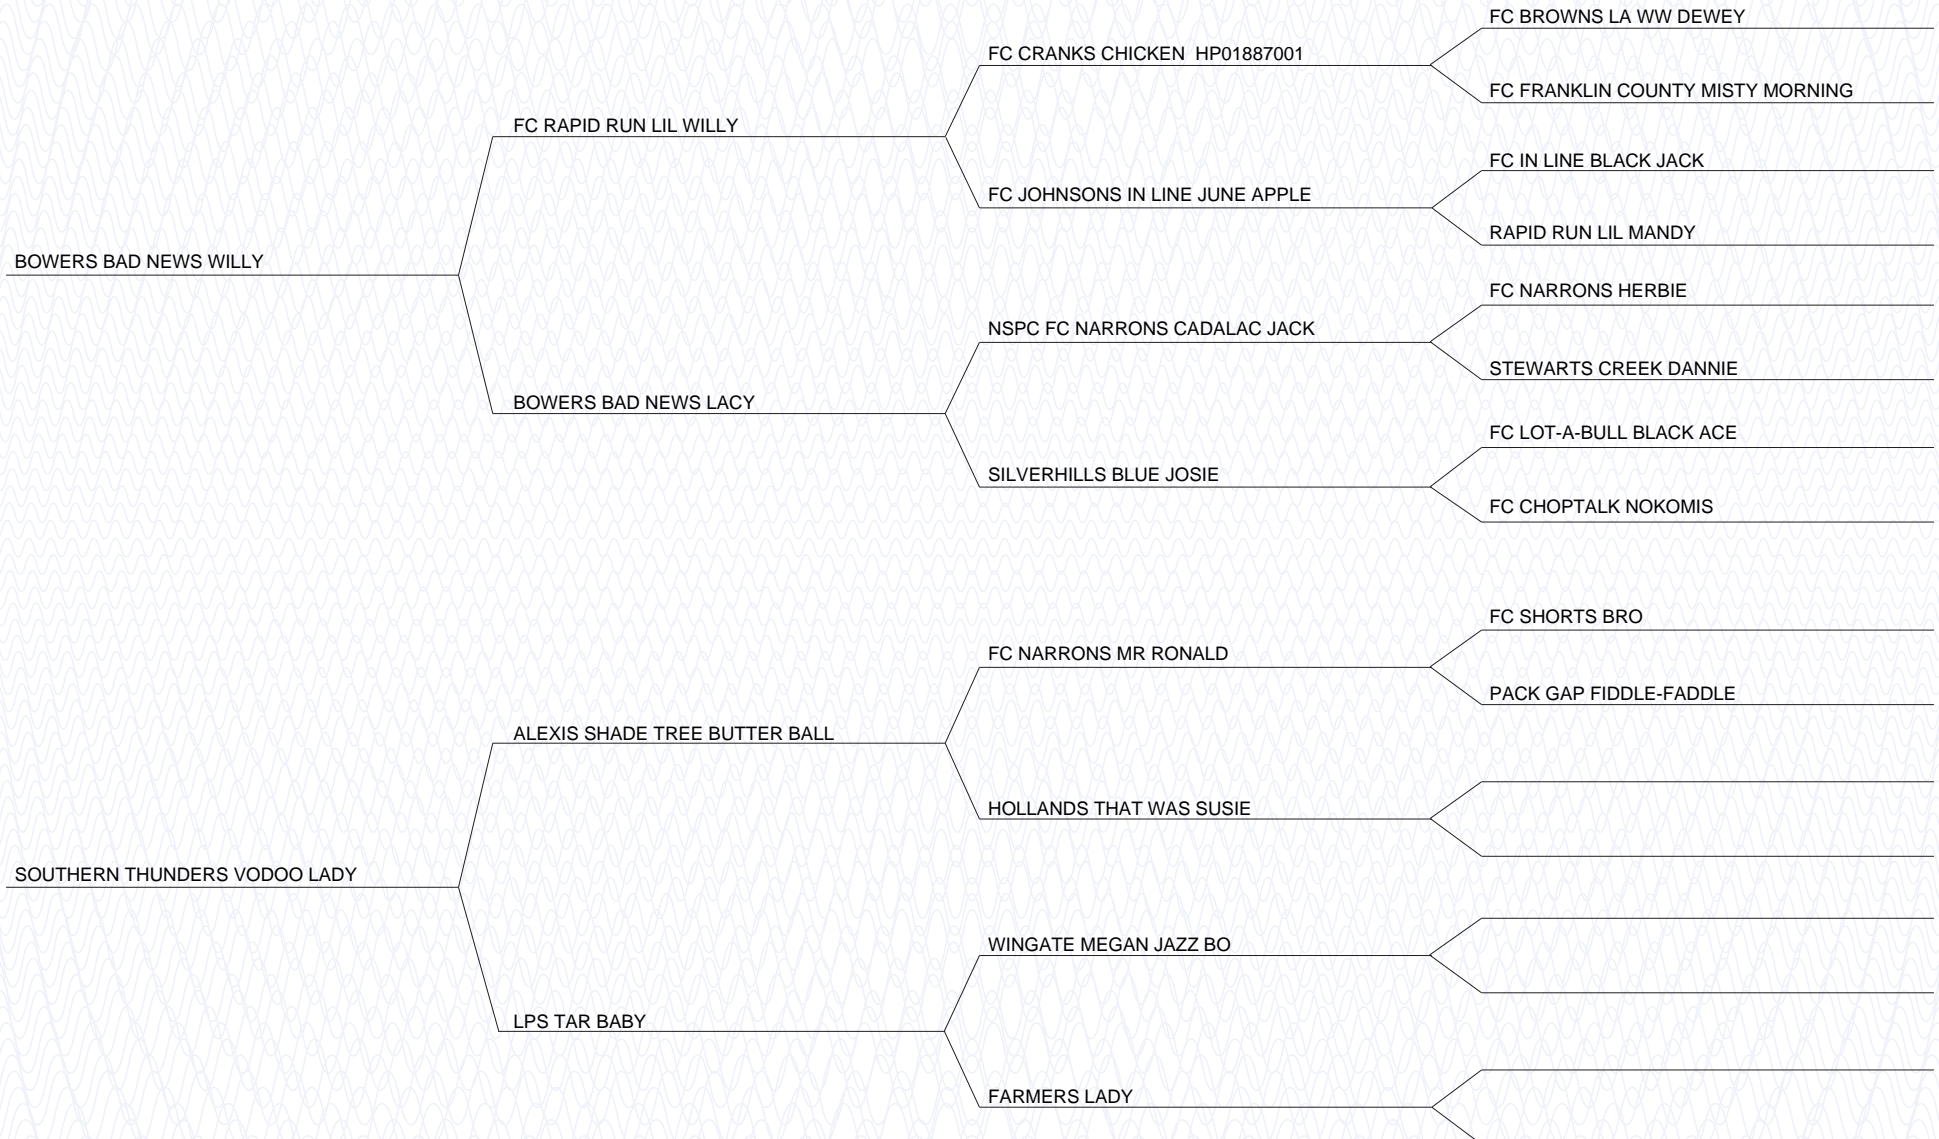 FC BROWNS LA WW DEWEY
FC CRANKS CHICKEN  HP01887001
FC FRANKLIN COUNTY MISTY MORNING
FC RAPID RUN LIL WILLY
FC IN LINE BLACK JACK
FC JOHNSONS IN LINE JUNE APPLE
RAPID RUN LIL MANDY
BOWERS BAD NEWS WILLY
FC NARRONS HERBIE
NSPC FC NARRONS CADALAC JACK
STEWARTS CREEK DANNIE
BOWERS BAD NEWS LACY
FC LOT-A-BULL BLACK ACE
SILVERHILLS BLUE JOSIE
FC CHOPTALK NOKOMIS
FC SHORTS BRO
FC NARRONS MR RONALD
PACK GAP FIDDLE-FADDLE
ALEXIS SHADE TREE BUTTER BALL
HOLLANDS THAT WAS SUSIE
SOUTHERN THUNDERS VODOO LADY
WINGATE MEGAN JAZZ BO
LPS TAR BABY
FARMERS LADY